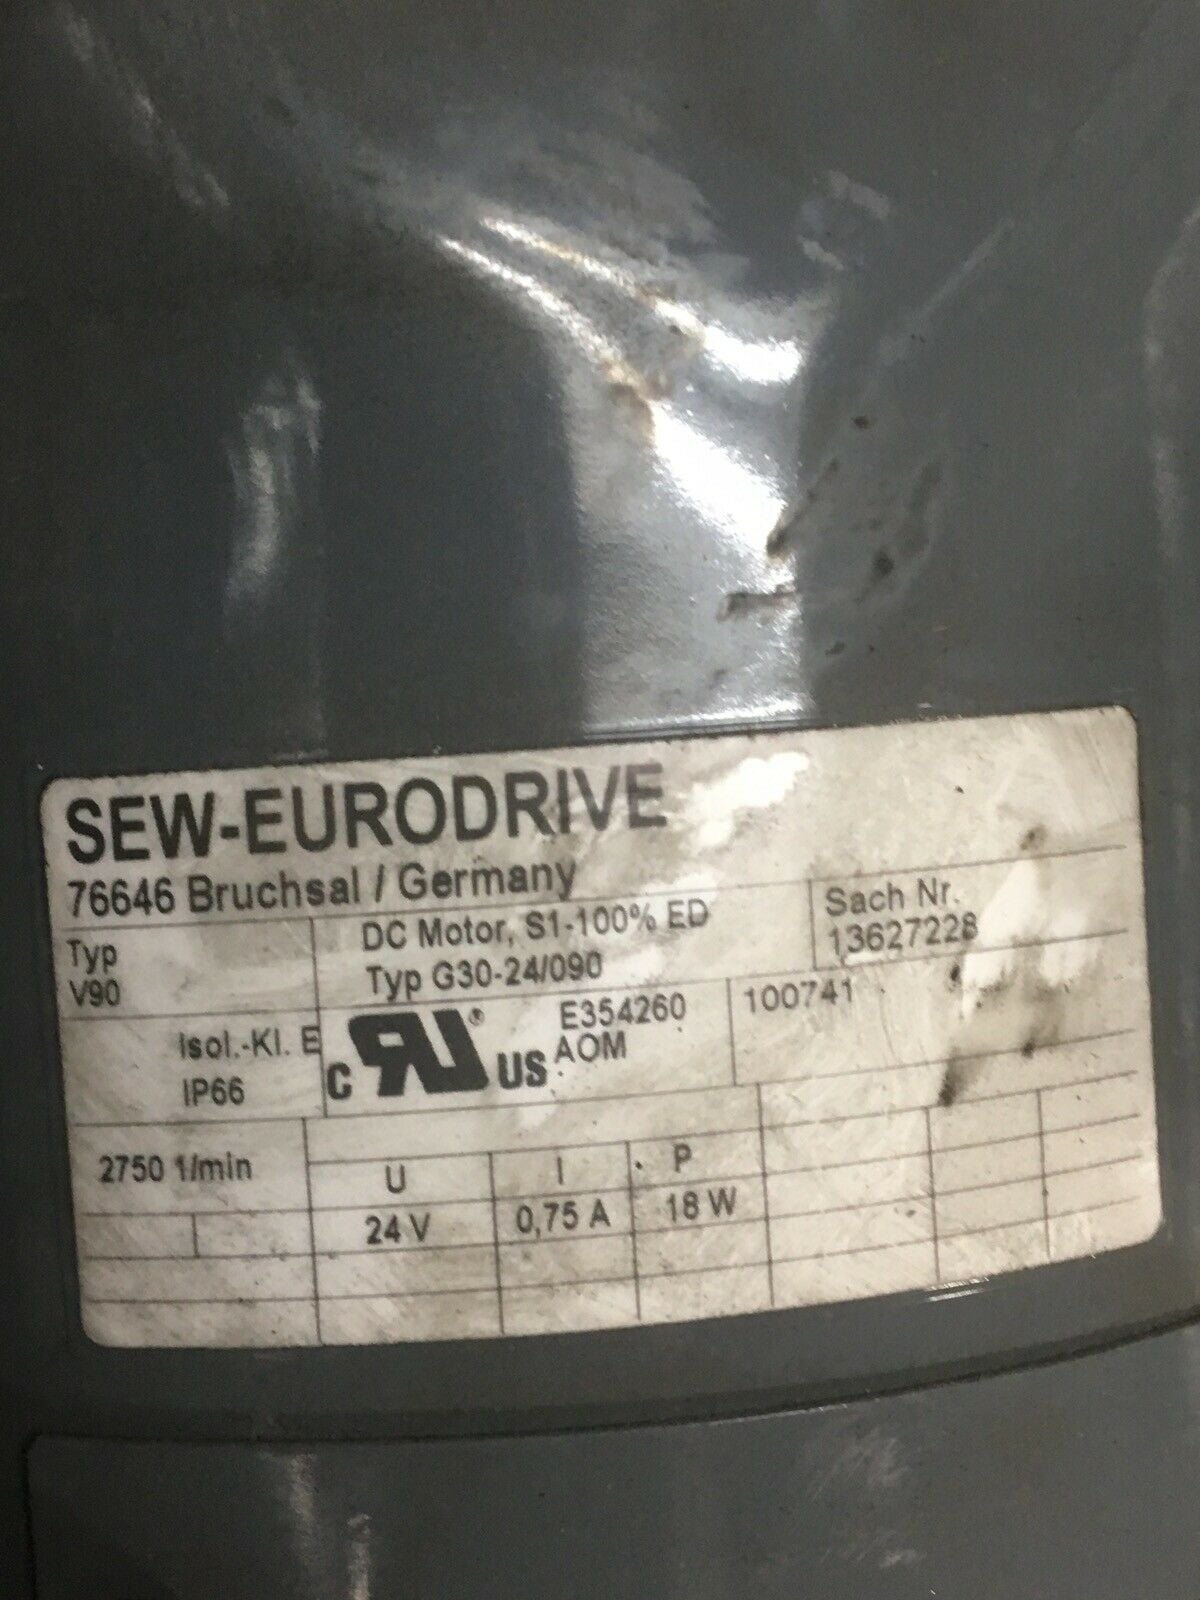 SEW-EURODRIVE
76646 Bruchsal / Germany
Typ
V90
DC Motor, S1-100% ED
Typ G30-24/090
Sach Nr.
13627228
Isol.-Kl. E
IP66
C RU® US
E354260
AOM
100741
2750 1/min
U I P
24 V 0,75 A 18 W